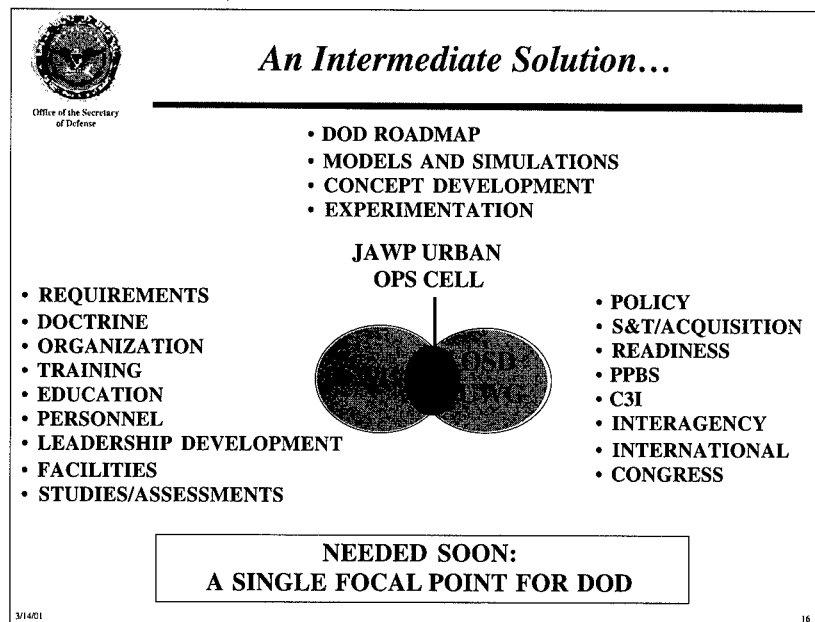 An Intermediate Solution...
Office of the Secretary
of Defense
• DOD ROADMAP
• MODELS AND SIMULATIONS
• CONCEPT DEVELOPMENT
• EXPERIMENTATION
JAWP URBAN
OPS CELL
• REQUIREMENTS
• DOCTRINE
• ORGANIZATION
• TRAINING
• EDUCATION
• PERSONNEL
• LEADERSHIP DEVELOPMENT
• FACILITIES
• STUDIES/ASSESSMENTS
OSD
UWG
• POLICY
• S&T/ACQUISITION
• READINESS
• PPBS
• C3I
• INTERAGENCY
• INTERNATIONAL
• CONGRESS
NEEDED SOON:
A SINGLE FOCAL POINT FOR DOD
3/14/01
16